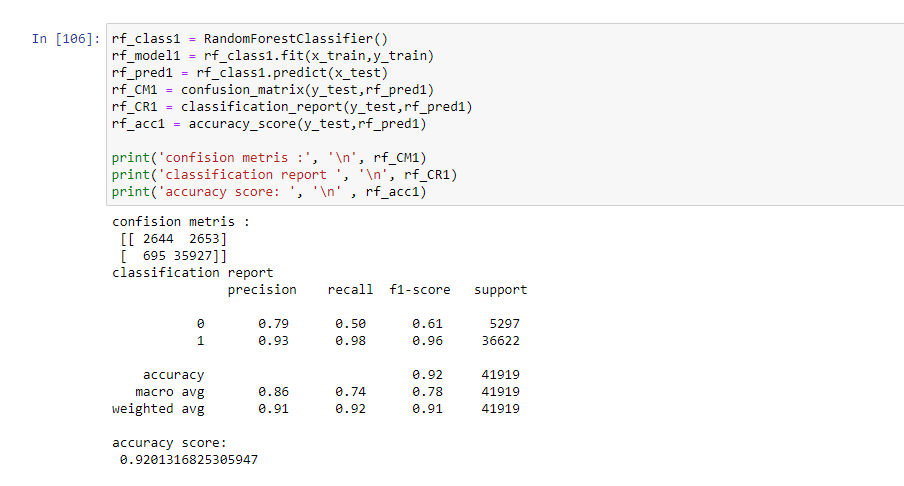 In [106]: rf_class1 = RandomForestClassifier()
rf_model1 = rf_class1.fit(x_train,y_train)
rf_pred1 = rf_class1.predict(x_test)
rf_CM1 = confusion_matrix(y_test,rf_pred1)
rf_CR1 = classification_report(y_test,rf_pred1)
rf_acc1 = accuracy_score(y_test,rf_pred1)
print('confision metris :', '\n', rf_CM1)
print('classification report ', '\n', rf_CR1)
print('accuracy score: ', '\n' , rf_acc1)
confision metris :
[[ 2644  2653]
[  695 35927]]
classification report
precision    recall  f1-score   support
0       0.79      0.50      0.61      5297
1       0.93      0.98      0.96     36622
accuracy                           0.92     41919
macro avg       0.86      0.74      0.78     41919
weighted avg       0.91      0.92      0.91     41919
accuracy score:
0.9201316825305947